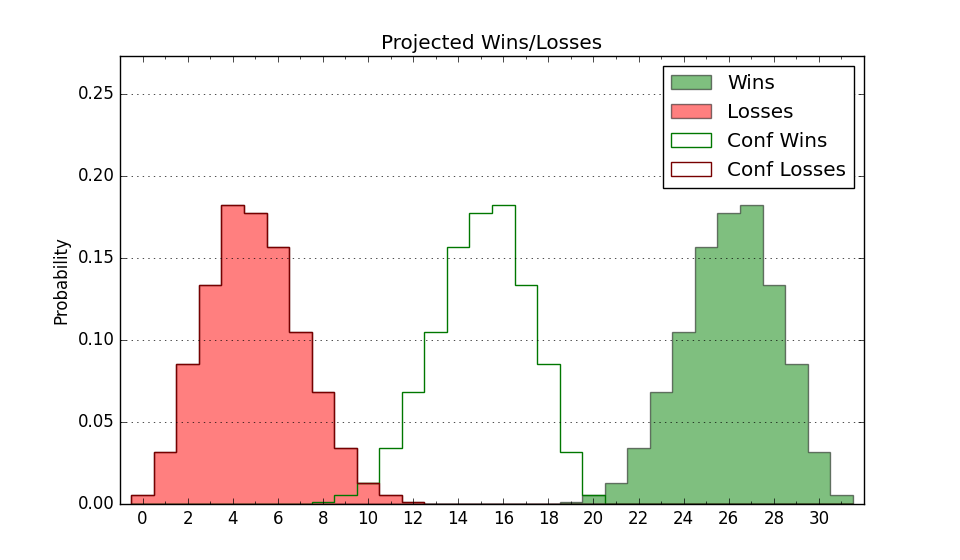 Projected Wins/Losses
Wins
Losses
Conf Wins
Conf Losses
Probability
0.25
0.20
0.15
0.10
0.05
0.00
0 2 4 6 8 10 12 14 16 18 20 22 24 26 28 30